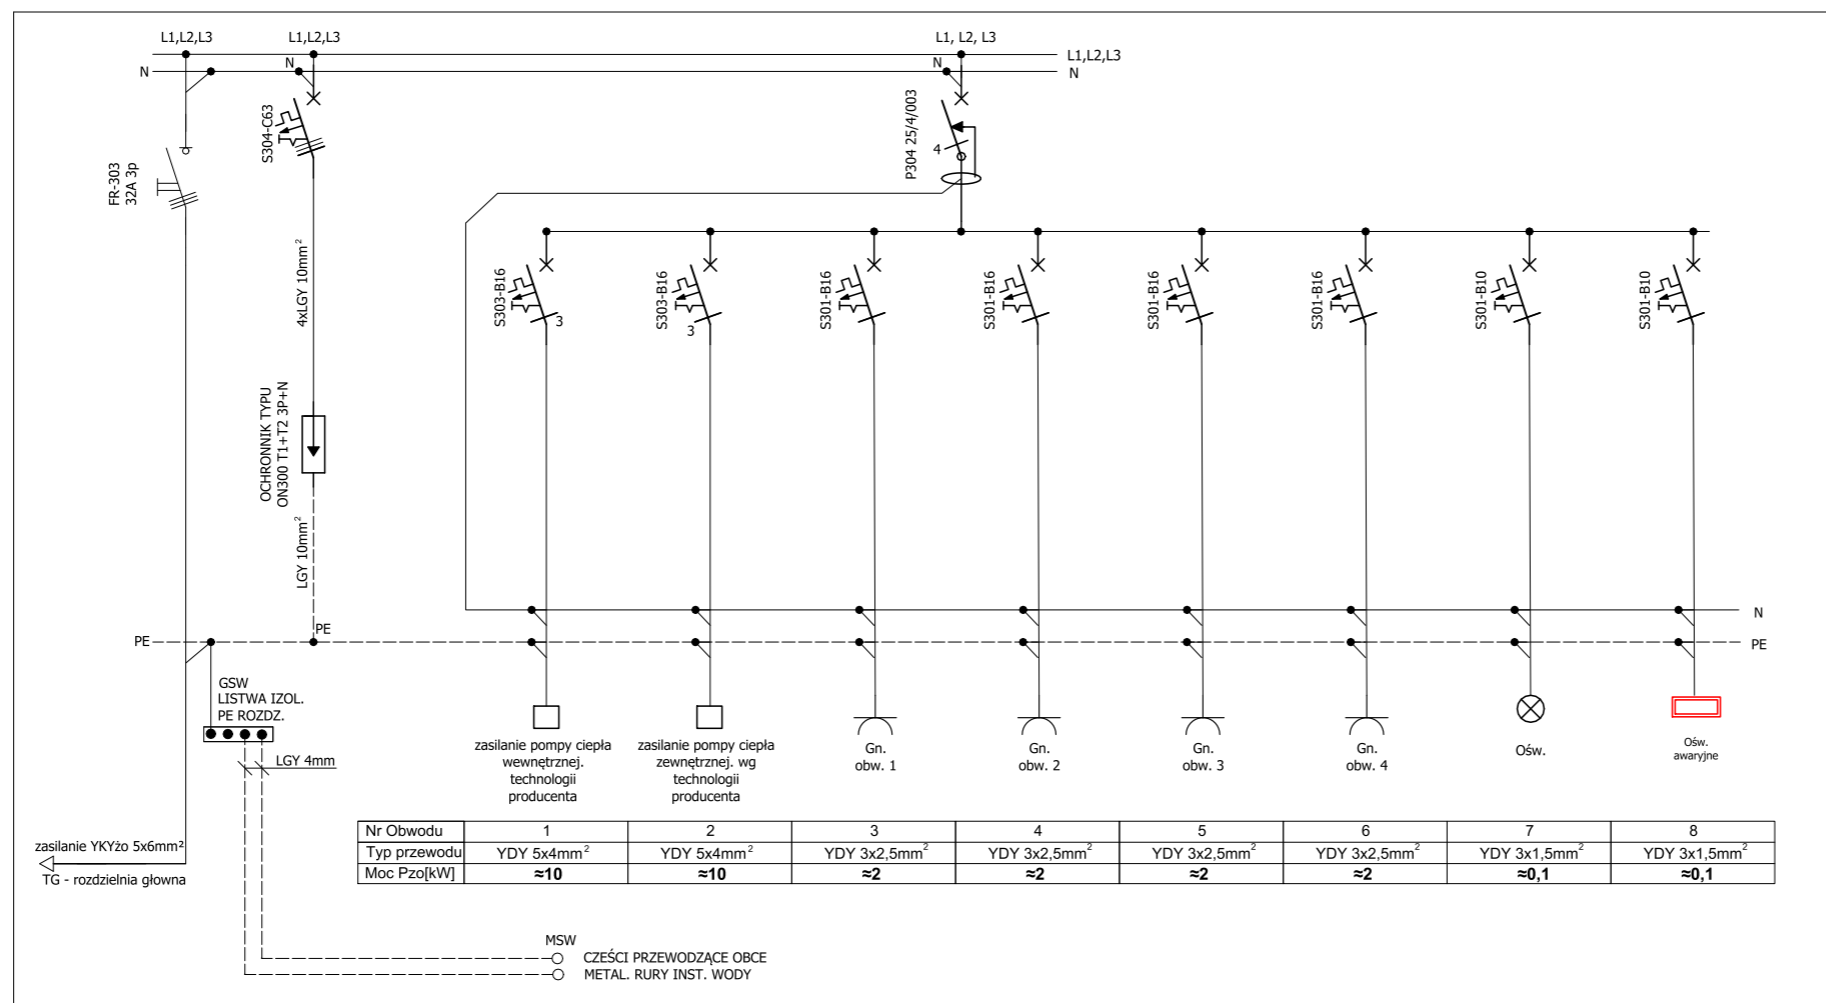 L1,L2,L3
L1,L2,L3
L1, L2, L3
L1,L2,L3
N
N
N
N
S304-C63
P304 25/4/003
4
FR-303
32A 3p
4xLGY 10mm²
S303-B16
3
S303-B16
3
S301-B16
S301-B16
S301-B16
S301-B16
S301-B10
S301-B10
OCHRONNIK TYPU
ON300 T1+T2 3P+N
LGY 10mm²
N
PE
PE
PE
GSW
LISTWA IZOL.
PE ROZDZ.
LGY 4mm
zasilanie pompy ciepła
wewnętrznej.
technologii
producenta
zasilanie pompy ciepła
zewnętrznej. wg
technologii
producenta
Gn.
obw. 1
Gn.
obw. 2
Gn.
obw. 3
Gn.
obw. 4
Ośw.
Ośw.
awaryjne
zasilanie YKYżo 5x6mm²
TG - rozdzielnia głowna
Nr Obwodu 1 2 3 4 5 6 7 8
Typ przewodu YDY 5x4mm² YDY 5x4mm² YDY 3x2,5mm² YDY 3x2,5mm² YDY 3x2,5mm² YDY 3x2,5mm² YDY 3x1,5mm² YDY 3x1,5mm²
Moc Pzo[kW] ≈10 ≈10 ≈2 ≈2 ≈2 ≈2 ≈0,1 ≈0,1
MSW
CZEŚCI PRZEWODZĄCE OBCE
METAL. RURY INST. WODY